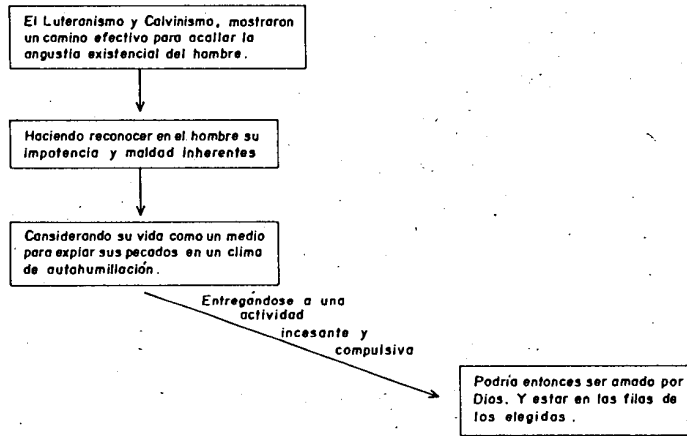 El Luteranismo y Calvinismo, mostraron
un camino efectivo para acallar la
angustia existencial del hombre.
Haciendo reconocer en el hombre su
impotencia y maldad inherentes
Considerando su vida como un medio
para expiar sus pecados en un clima
de autohumillación.
Entregándose a una
actividad
incesante y
compulsiva
Podría entonces ser amado por
Dios. Y estar en las filas de
los elegidos.